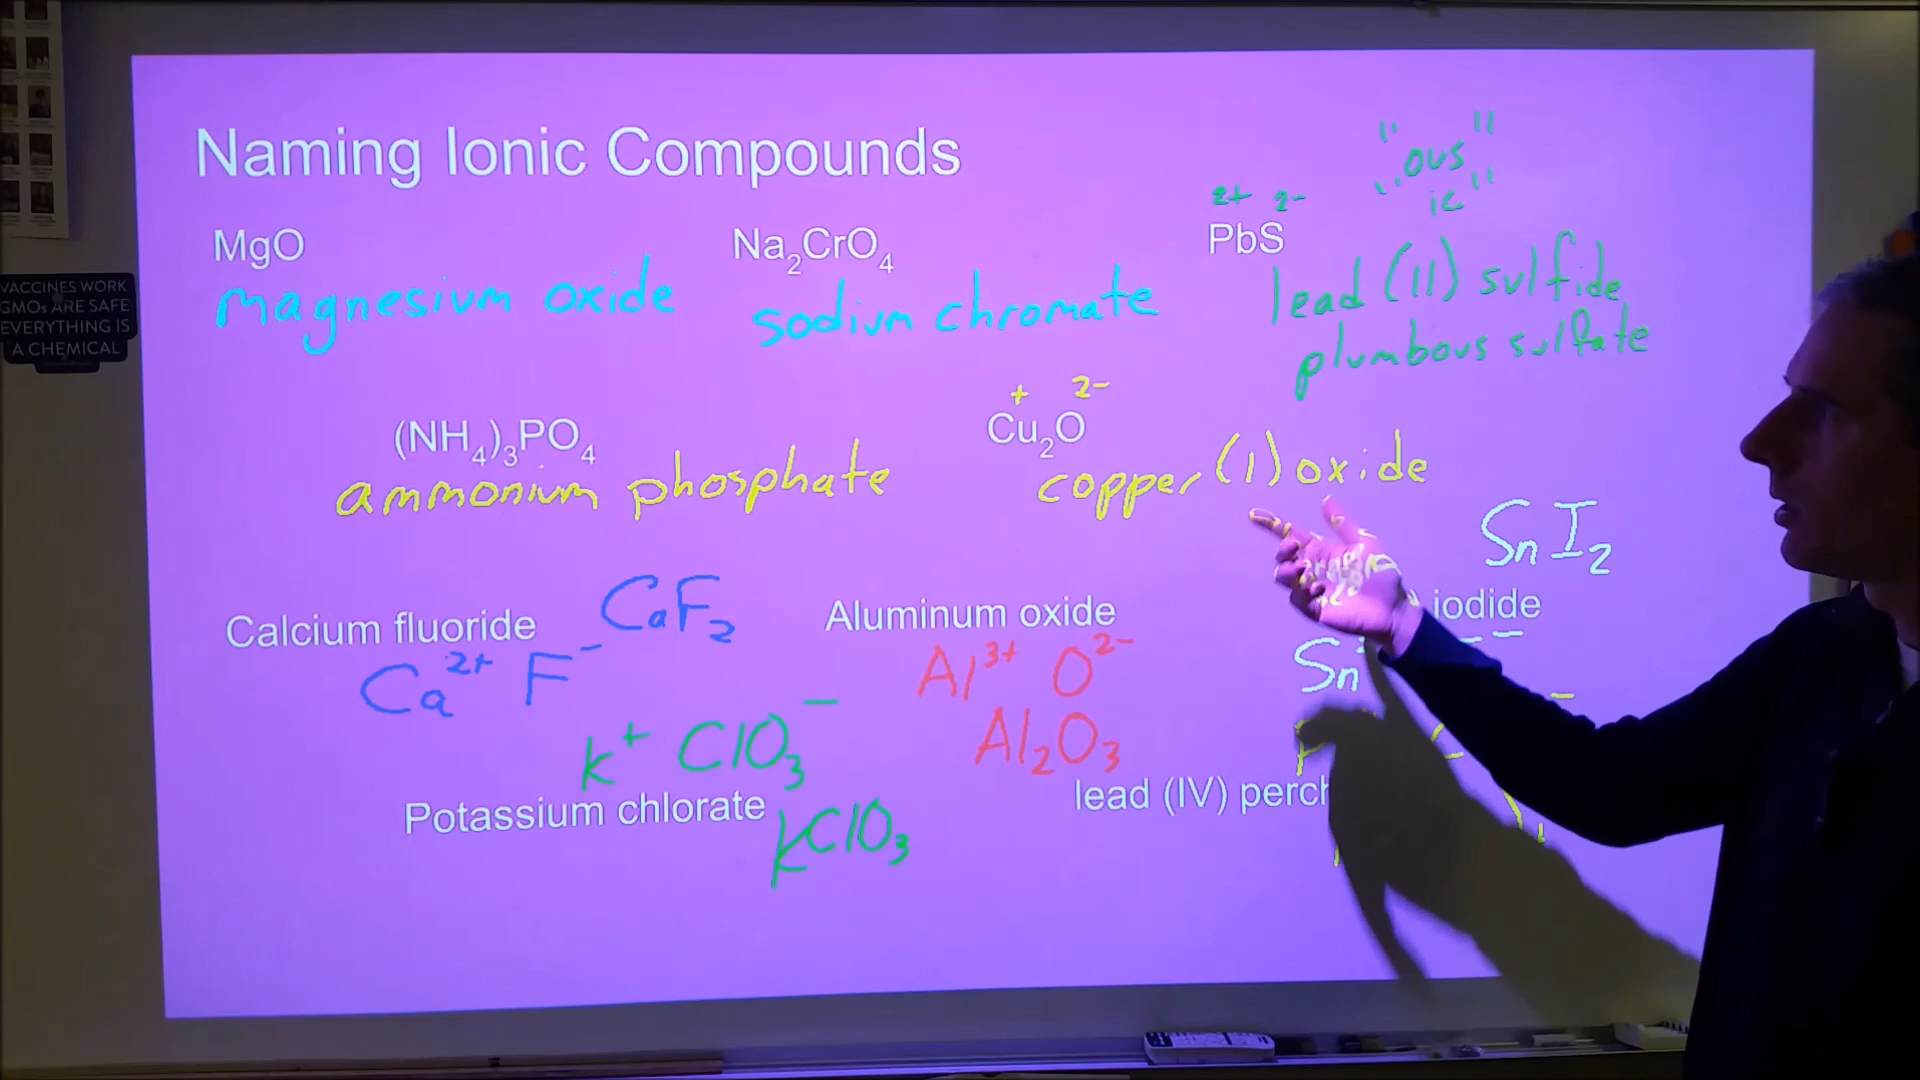 Naming Ionic Compounds
"ous"
"ic"
MgO
magnesium oxide
Na₂CrO₄
sodium chromate
2+ 2-
PbS
lead (II) sulfide
plumbous sulfate
(NH₄)₃PO₄
ammonium phosphate
+ 2-
Cu₂O
copper (I) oxide
Calcium fluoride
CaF₂
Ca²⁺ F⁻
Aluminum oxide
Al³⁺ O²⁻
Al₂O₃
SnI₂
iodide
Sn
K⁺ ClO₃⁻
Potassium chlorate
KClO₃
lead (IV)
VACCINES WORK
GMOs ARE SAFE
EVERYTHING IS
A CHEMICAL